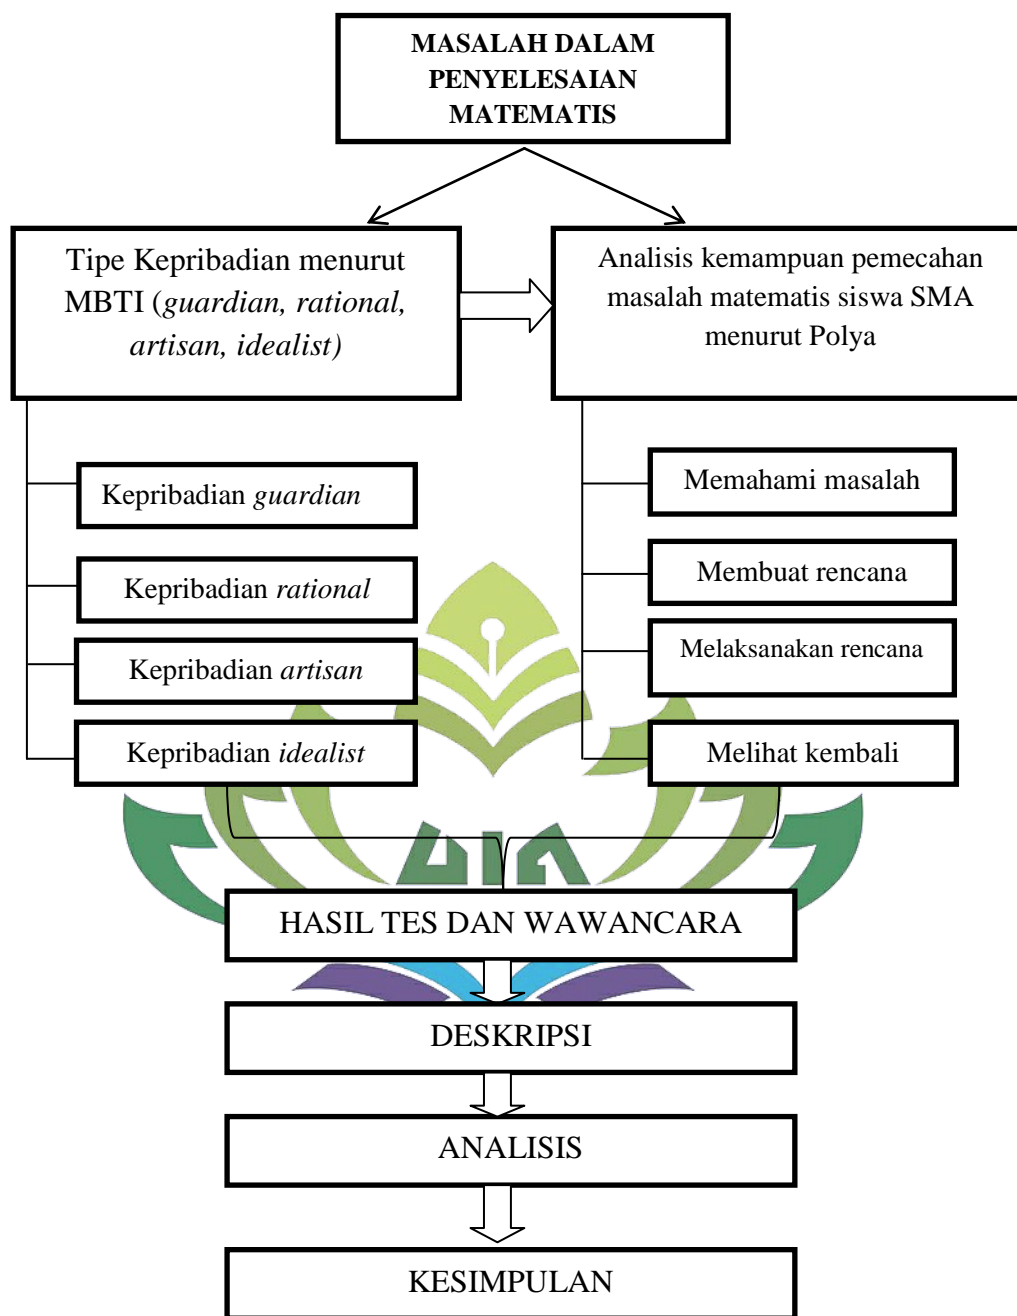 MASALAH DALAM
PENYELESAIAN
MATEMATIS
Tipe Kepribadian menurut
MBTI (guardian, rational,
artisan, idealist)
Analisis kemampuan pemecahan
masalah matematis siswa SMA
menurut Polya
Kepribadian guardian
Kepribadian rational
Kepribadian artisan
Kepribadian idealist
Memahami masalah
Membuat rencana
Melaksanakan rencana
Melihat kembali
HASIL TES DAN WAWANCARA
DESKRIPSI
ANALISIS
KESIMPULAN